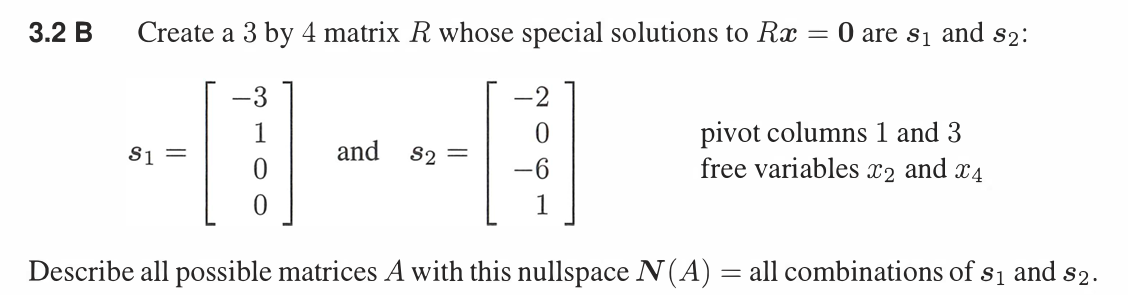 3.2 B Create a 3 by 4 matrix R whose special solutions to Rx = 0 are s₁ and s₂:
s₁ = [ −3 1 0 0 ] and s₂ = [ −2 0 −6 1 ]
pivot columns 1 and 3
free variables x₂ and x₄
Describe all possible matrices A with this nullspace N(A) = all combinations of s₁ and s₂.